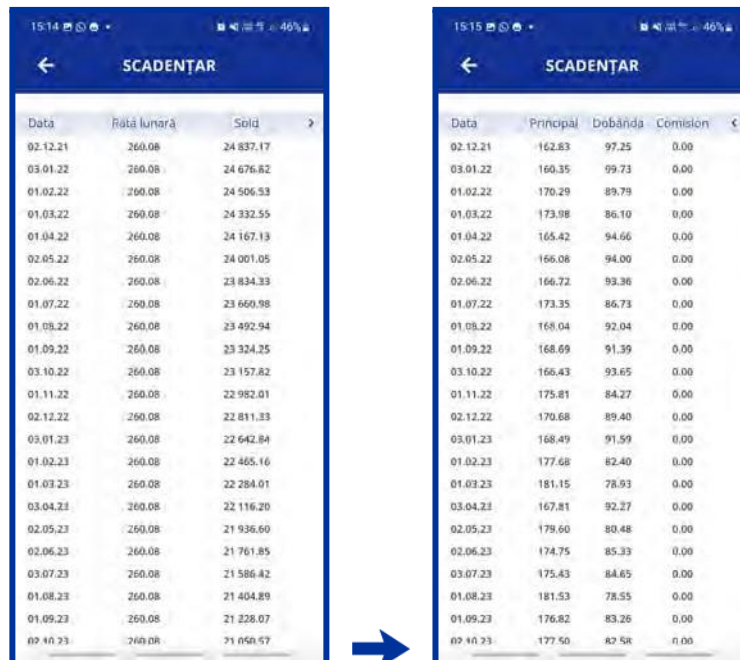 15:14 46%
SCADENȚAR
Data Rată lunară Sold >
02.12.21 260.08 24 837.17
03.01.22 260.08 24 676.82
01.02.22 260.08 24 506.53
01.03.22 260.08 24 332.55
01.04.22 260.08 24 167.13
02.05.22 260.08 24 001.05
02.06.22 260.08 23 834.33
01.07.22 260.08 23 660.98
01.08.22 260.08 23 492.94
01.09.22 260.08 23 324.25
03.10.22 260.08 23 157.82
01.11.22 260.08 22 982.01
02.12.22 260.08 22 811.33
03.01.23 260.08 22 642.84
01.02.23 260.08 22 465.16
01.03.23 260.08 22 284.01
03.04.23 260.08 22 116.20
02.05.23 260.08 21 936.60
02.06.23 260.08 21 761.85
03.07.23 260.08 21 586.42
01.08.23 260.08 21 404.89
01.09.23 260.08 21 228.07
02.10.23 260.08 21 050.57
15:15 46%
SCADENȚAR
Data Principal Dobânda Comision <
02.12.21 162.83 97.25 0.00
03.01.22 160.35 99.73 0.00
01.02.22 170.29 89.79 0.00
01.03.22 173.98 86.10 0.00
01.04.22 165.42 94.66 0.00
02.05.22 166.08 94.00 0.00
02.06.22 166.72 93.36 0.00
01.07.22 173.35 86.73 0.00
01.08.22 168.04 92.04 0.00
01.09.22 168.69 91.39 0.00
03.10.22 166.43 93.65 0.00
01.11.22 175.81 84.27 0.00
02.12.22 170.68 89.40 0.00
03.01.23 168.49 91.59 0.00
01.02.23 177.68 82.40 0.00
01.03.23 181.15 78.93 0.00
03.04.23 167.81 92.27 0.00
02.05.23 179.60 80.48 0.00
02.06.23 174.75 85.33 0.00
03.07.23 175.43 84.65 0.00
01.08.23 181.53 78.55 0.00
01.09.23 176.82 83.26 0.00
02.10.23 177.50 82.58 0.00